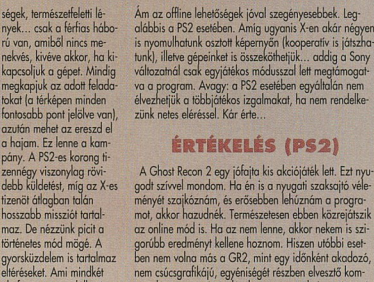 ségek, természetfeletti lé-
nyek… csak a férfias hábo-
rú van, amiből nincs me-
nekvés, kivéve akkor, ha ki-
kapcsoljuk a gépet. Mindig
megkapjuk az adott felada-
tokat (a térképen minden
fontosabb pont jelölve van),
azután mehet az ereszd el
a hajam. Ez lenne a kam-
pány. A PS2-es korong ti-
zennégy viszonylag rövi-
debb küldetést, míg az X-es
tizenöt átlagban talán
hosszabb missziót tartal-
maz. De nézzünk picit a
történetes mód mögé. A
gyorsküzdelem is tartalmaz
eltéréseket. Ami mindkét
Ám az offline lehetőségek jóval szegényesebbek. Leg-
alábbis a PS2 esetében. Amíg ugyanis X-en akár négyen
is nyomulhatunk osztott képernyőn (kooperatív is játszha-
tunk), illetve gépeinket is összeköthetjük… addig a Sony
változatnál csak egyjátékos módusszal lett megtámogat-
va a program. Avagy: a PS2 esetében egyáltalán nem
élvezhetjük a többjátékos izgalmakat, ha nem rendelke-
zünk netes eléréssel. Kár érte…
ÉRTÉKELÉS (PS2)
A Ghost Recon 2 egy jófajta kis akciójáték lett. Ezt nyu-
godt szívvel mondom. Ha én is a nyugati szaksajtó véle-
ményét szajkóznám, és erősebben lehúznám a progra-
mot, akkor hazudnék. Természetesen ebben közrejátszik
az online mód is. Ha az nem lenne, akkor nekem is szi-
gorúbb eredményt kellene hoznom. Hiszen utóbbi eset-
ben nem volna más a GR2, mint egy időnként akadozó,
nem csúcsgrafikájú, egyéniségét részben elvesztő kom-